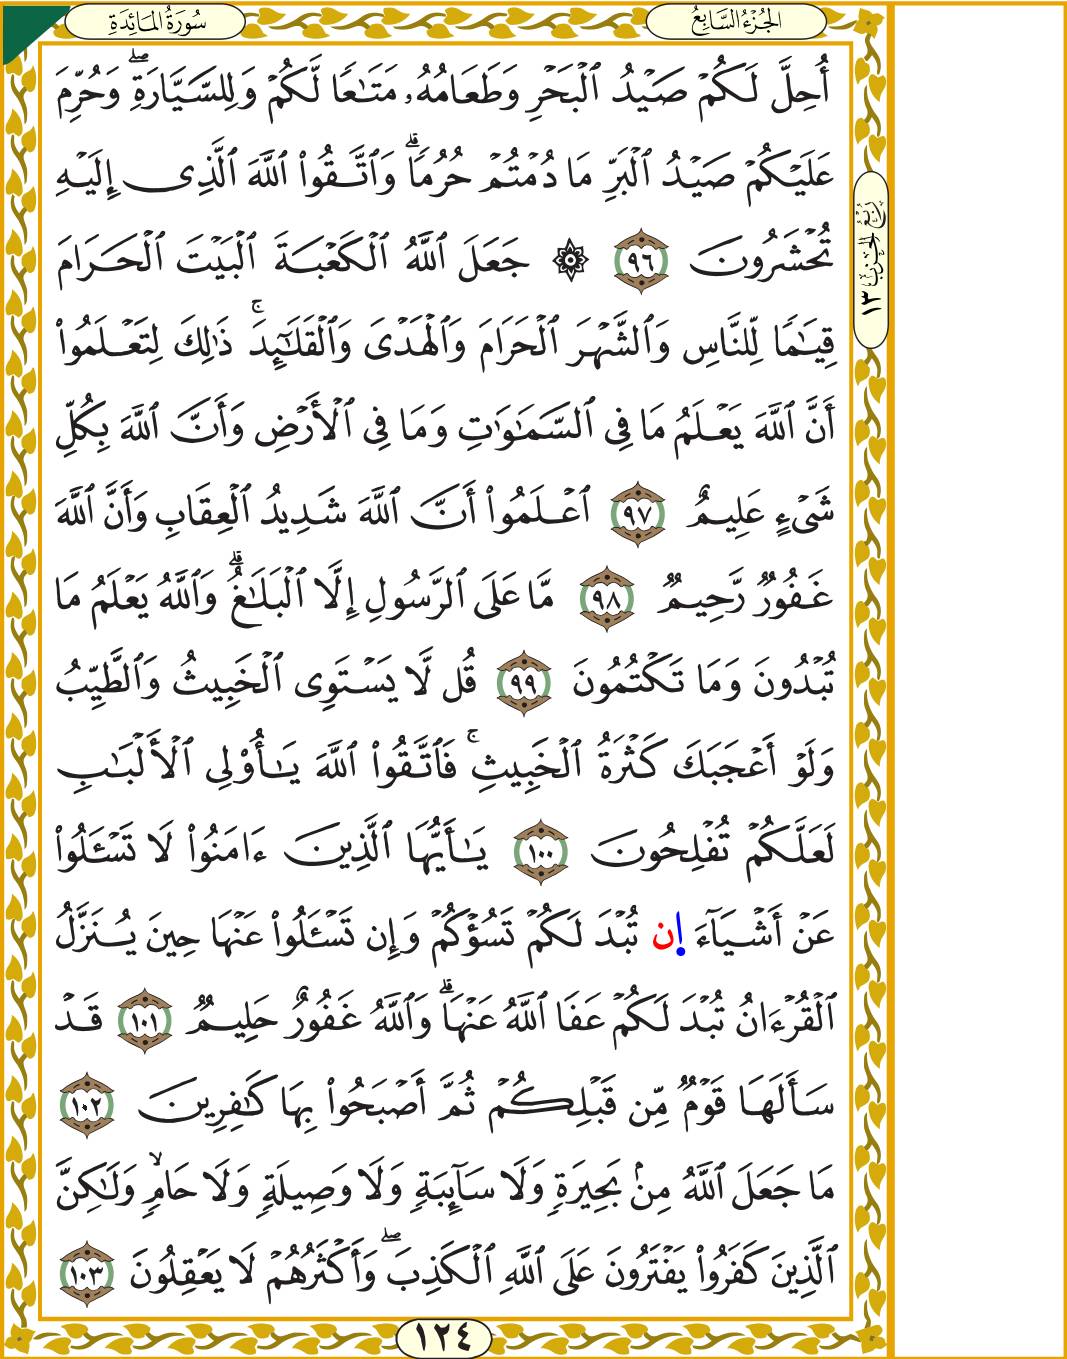 سُورَةُ المَائِدَةِ
الجُزْءُ السَّابِعُ
أُحِلَّ لَكُمْ صَيْدُ ٱلْبَحْرِ وَطَعَامُهُۥ مَتَٰعًا لَّكُمْ وَلِلسَّيَّارَةِۖ وَحُرِّمَ
عَلَيْكُمْ صَيْدُ ٱلْبَرِّ مَا دُمْتُمْ حُرُمًاۗ وَٱتَّقُوا۟ ٱللَّهَ ٱلَّذِىٓ إِلَيْهِ
تُحْشَرُونَ ٩٦ ۞ جَعَلَ ٱللَّهُ ٱلْكَعْبَةَ ٱلْبَيْتَ ٱلْحَرَامَ
قِيَٰمًا لِّلنَّاسِ وَٱلشَّهْرَ ٱلْحَرَامَ وَٱلْهَدْىَ وَٱلْقَلَٰٓئِدَۚ ذَٰلِكَ لِتَعْلَمُوٓا۟
أَنَّ ٱللَّهَ يَعْلَمُ مَا فِى ٱلسَّمَٰوَٰتِ وَمَا فِى ٱلْأَرْضِ وَأَنَّ ٱللَّهَ بِكُلِّ
شَىْءٍ عَلِيمٌ ٩٧ ٱعْلَمُوٓا۟ أَنَّ ٱللَّهَ شَدِيدُ ٱلْعِقَابِ وَأَنَّ ٱللَّهَ
غَفُورٌ رَّحِيمٌ ٩٨ مَّا عَلَى ٱلرَّسُولِ إِلَّا ٱلْبَلَٰغُۗ وَٱللَّهُ يَعْلَمُ مَا
تُبْدُونَ وَمَا تَكْتُمُونَ ٩٩ قُل لَّا يَسْتَوِى ٱلْخَبِيثُ وَٱلطَّيِّبُ
وَلَوْ أَعْجَبَكَ كَثْرَةُ ٱلْخَبِيثِۚ فَٱتَّقُوا۟ ٱللَّهَ يَٰٓأُو۟لِى ٱلْأَلْبَٰبِ
لَعَلَّكُمْ تُفْلِحُونَ ١٠٠ يَٰٓأَيُّهَا ٱلَّذِينَ ءَامَنُوا۟ لَا تَسْـَٔلُوا۟
عَنْ أَشْيَآءَ إِن تُبْدَ لَكُمْ تَسُؤْكُمْ وَإِن تَسْـَٔلُوا۟ عَنْهَا حِينَ يُنَزَّلُ
ٱلْقُرْءَانُ تُبْدَ لَكُمْ عَفَا ٱللَّهُ عَنْهَاۗ وَٱللَّهُ غَفُورٌ حَلِيمٌ ١٠١ قَدْ
سَأَلَهَا قَوْمٌ مِّن قَبْلِكُمْ ثُمَّ أَصْبَحُوا۟ بِهَا كَٰفِرِينَ ١٠٢
مَا جَعَلَ ٱللَّهُ مِنۢ بَحِيرَةٍ وَلَا سَآئِبَةٍ وَلَا وَصِيلَةٍ وَلَا حَامٍۙ وَلَٰكِنَّ
ٱلَّذِينَ كَفَرُوا۟ يَفْتَرُونَ عَلَى ٱللَّهِ ٱلْكَذِبَۖ وَأَكْثَرُهُمْ لَا يَعْقِلُونَ ١٠٣
رُبْعُ الحِزْبِ ١٣
١٢٤